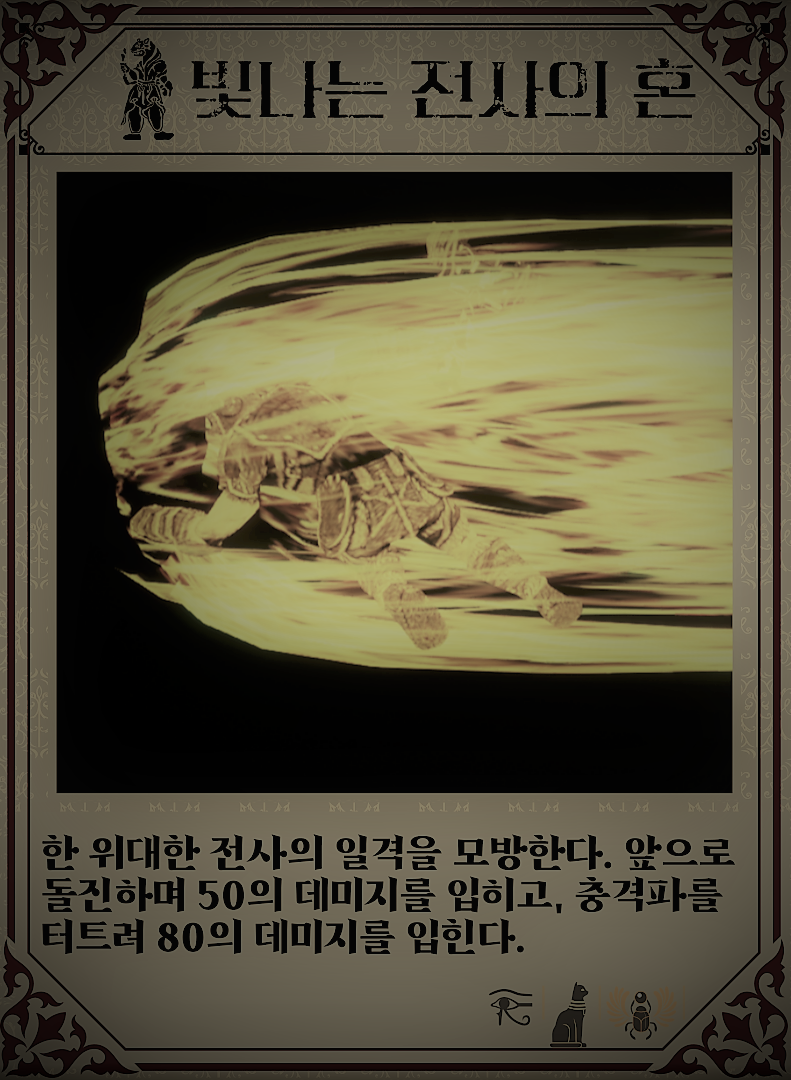 빛나는 전사의 혼
한 위대한 전사의 일격을 모방한다. 앞으로
돌진하며 50의 데미지를 입히고, 충격파를
터트려 80의 데미지를 입힌다.